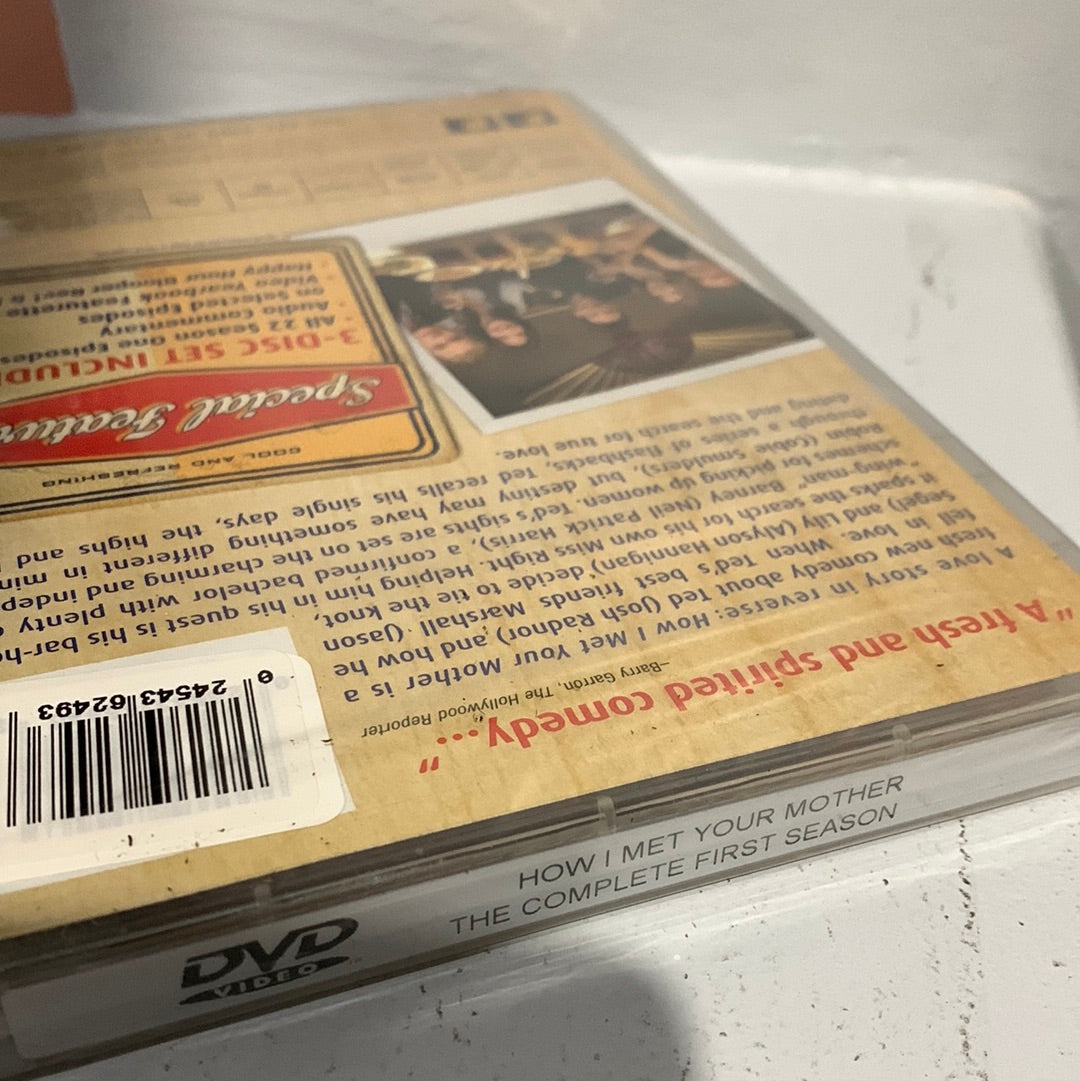 "A fresh and spirited comedy..."
–Barry Garron, The Hollywood Reporter
A love story in reverse: How I Met Your Mother is a
fresh new comedy about Ted (Josh Radnor) and how he
fell in love. When Ted's best friends Marshall (Jason
Segel) and Lily (Alyson Hannigan) decide to tie the knot,
it sparks the search for his own Miss Right. Helping him in his quest is his bar-h
"wing-man" Barney (Neil Patrick Harris), a confirmed bachelor with plenty
schemes for picking up women. Ted's sights are set on the charming and indep
Robin (Cobie Smulders), but destiny may have something different in min
through a series of flashbacks, Ted recalls his single days, the highs and
dating and the search for true love.
COOL AND REFRESHING
Special Featur
3-DISC SET INCLUD
All 22 Season One Episodes
Audio Commentary
on Selected Episodes
Video Yearbook Featurette
Happy Hour Blooper Reel
0 24543 62493
HOW I MET YOUR MOTHER
THE COMPLETE FIRST SEASON
DVD
VIDEO